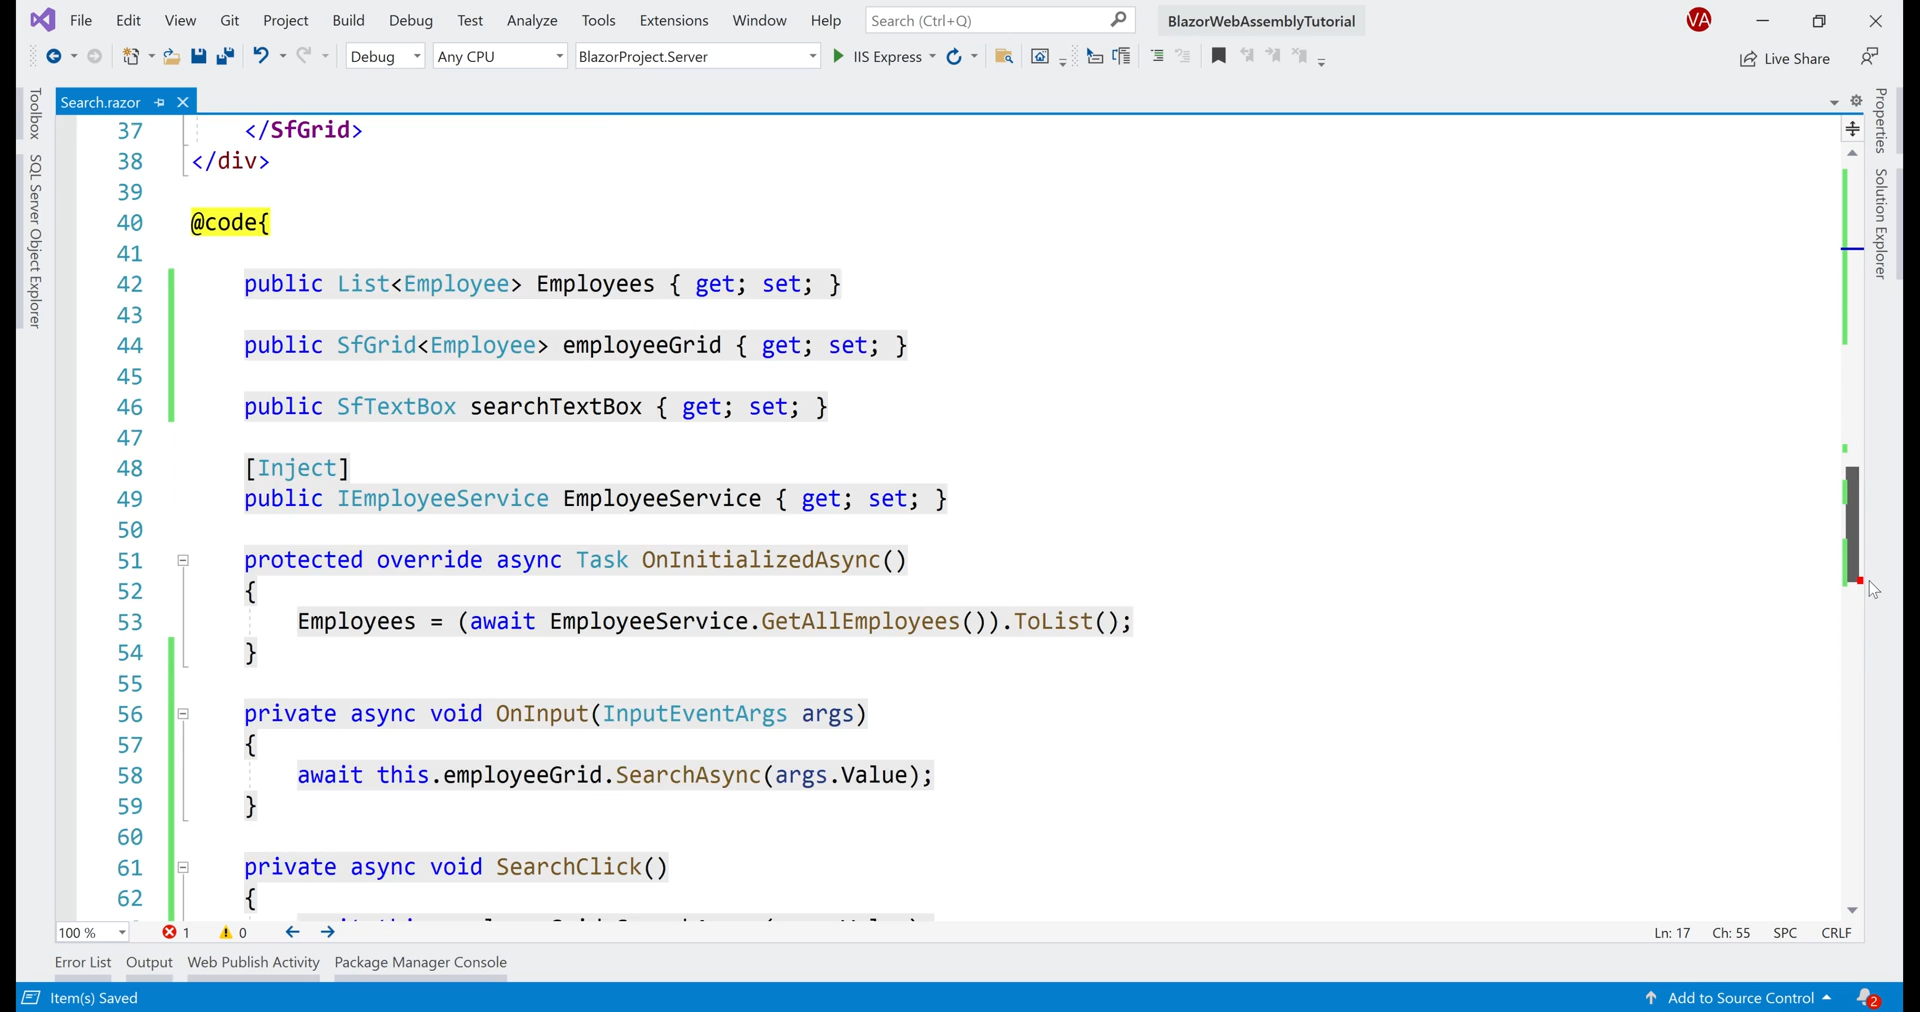 File Edit View Git Project Build Debug Test Analyze Tools Extensions Window Help Search (Ctrl+Q) BlazorWebAssemblyTutorial VA
Debug Any CPU BlazorProject.Server IIS Express Live Share
Search.razor
Toolbox
SQL Server Object Explorer
Properties
Solution Explorer
37 </SfGrid>
38 </div>
39
40 @code{
41
42 public List<Employee> Employees { get; set; }
43
44 public SfGrid<Employee> employeeGrid { get; set; }
45
46 public SfTextBox searchTextBox { get; set; }
47
48 [Inject]
49 public IEmployeeService EmployeeService { get; set; }
50
51 protected override async Task OnInitializedAsync()
52 {
53 Employees = (await EmployeeService.GetAllEmployees()).ToList();
54 }
55
56 private async void OnInput(InputEventArgs args)
57 {
58 await this.employeeGrid.SearchAsync(args.Value);
59 }
60
61 private async void SearchClick()
62 {
100 % 1 0 Ln: 17 Ch: 55 SPC CRLF
Error List Output Web Publish Activity Package Manager Console
Item(s) Saved Add to Source Control 2